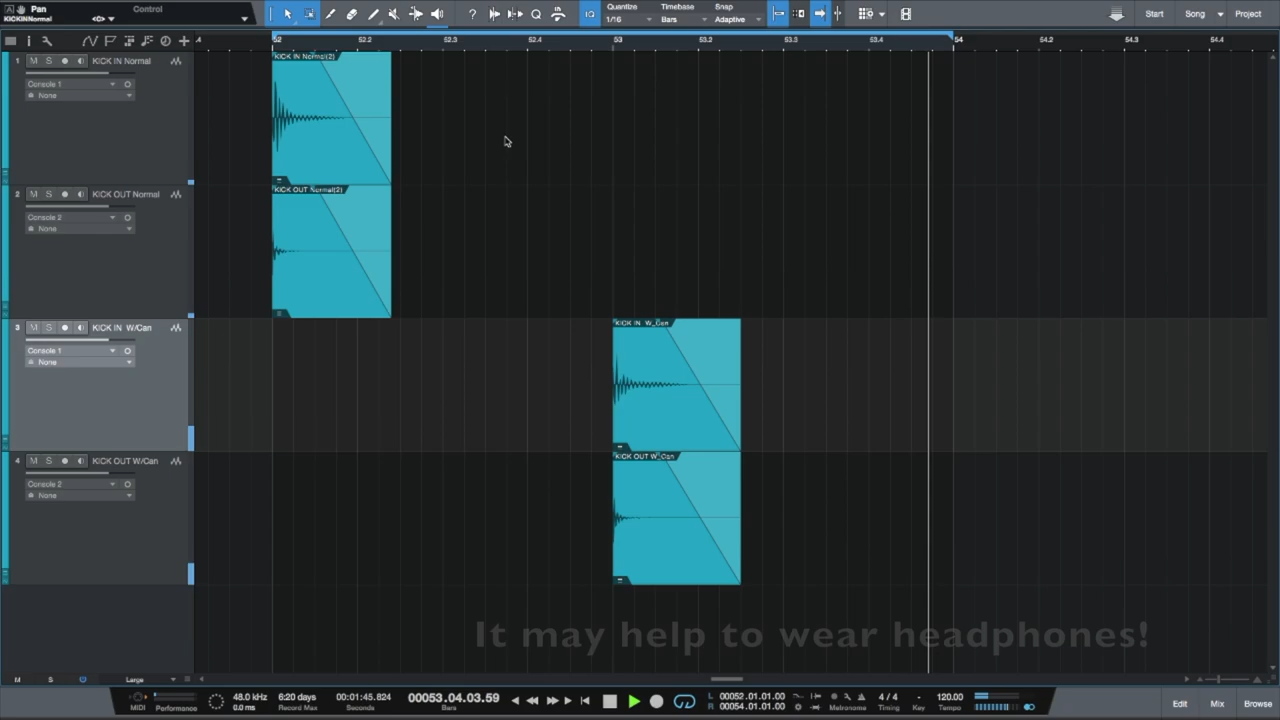 Pan
Control
KICKINNormal
Quantize
Timebase
Snap
1/16
Bars
Adaptive
IQ
Start
Song
Project
.4
52
52.2
52.3
52.4
53
53.2
53.3
53.4
54
54.2
54.3
54.4
1
M S
KICK IN Normal
Console 1
None
KICK IN Normal(2)
2
M S
KICK OUT Normal
Console 2
None
KICK OUT Normal(2)
3
M S
KICK IN W/Can
Console 1
None
KICK IN W_Can
4
M S
KICK OUT W/Can
Console 2
None
KICK OUT W_Can
It may help to wear headphones!
M
S
Large
MIDI
Performance
48.0 kHz
0.0 ms
6:20 days
Record Max
00:01:45.824
Seconds
00053.04.03.59
Bars
L 00052.01.01.00
R 00054.01.01.00
Metronome
4 / 4
Timing
-
Key
120.00
Tempo
Edit
Mix
Browse